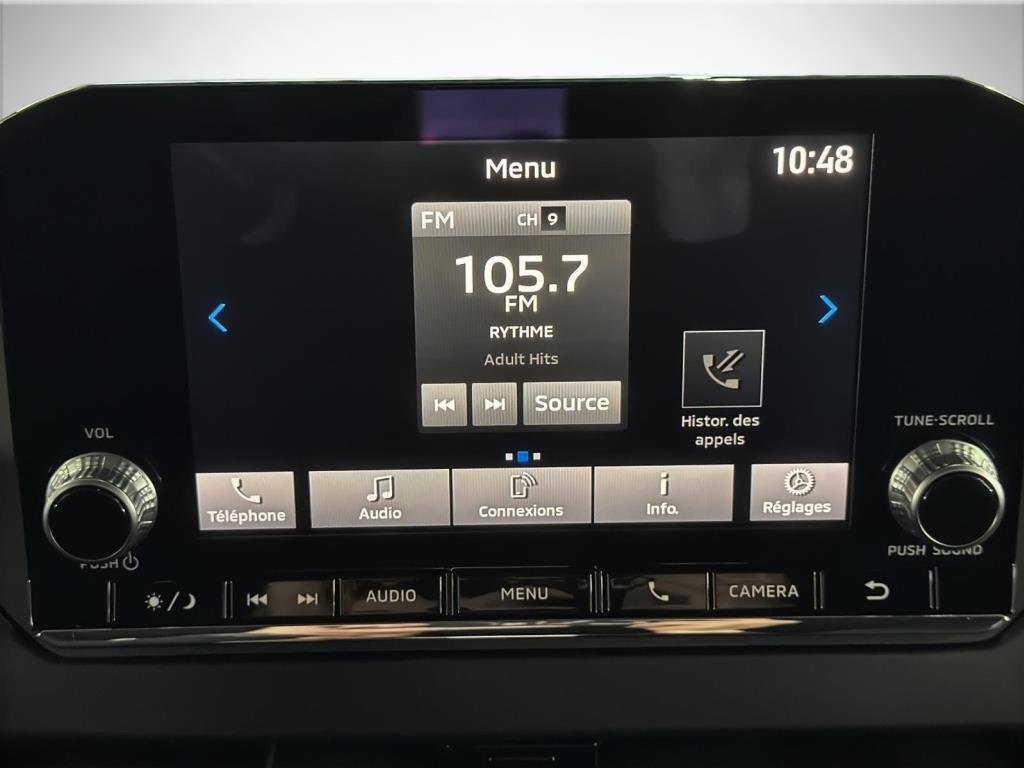 Menu
10:48
FM CH 9
105.7
FM
RYTHME
Adult Hits
Source
Histor. des
appels
VOL
TUNE·SCROLL
Téléphone
Audio
Connexions
Info.
Réglages
PUSH
PUSH SOUND
AUDIO
MENU
CAMERA